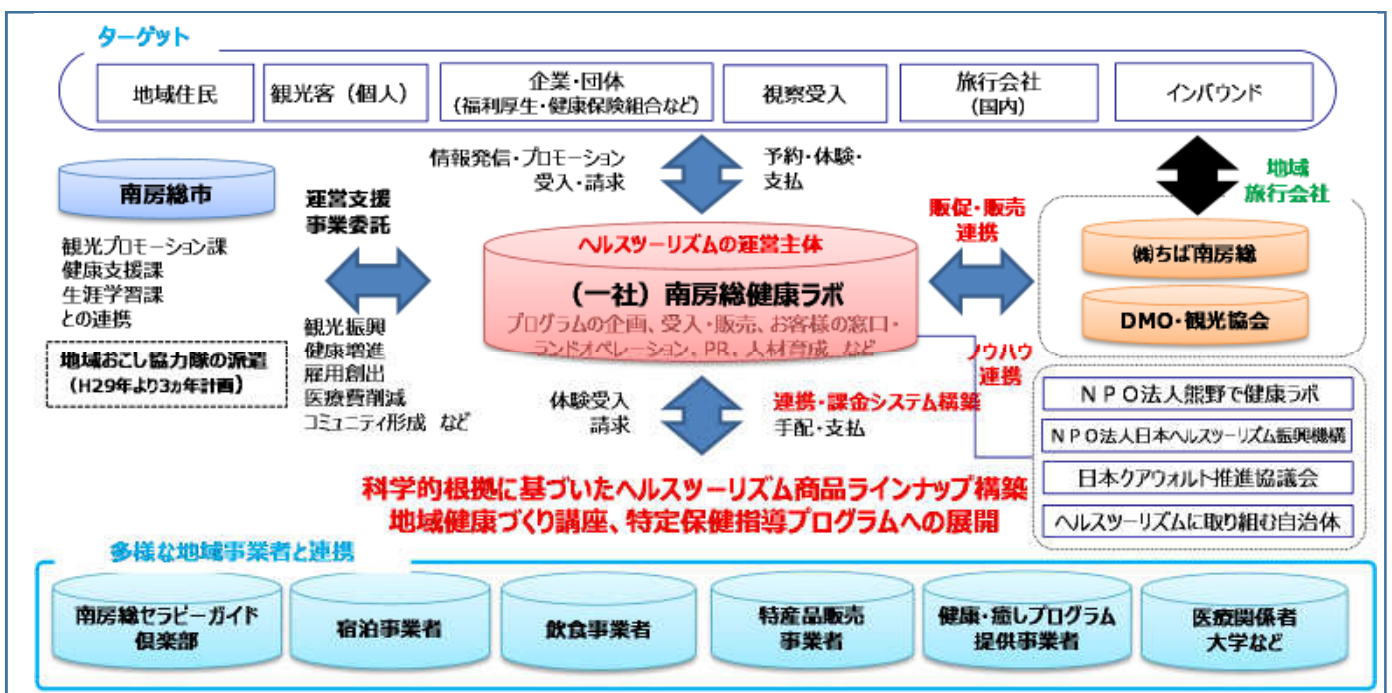 ターゲット
地域住民
観光客（個人）
企業・団体
（福利厚生・健康保険組合など）
視察受入
旅行会社
（国内）
インバウンド
情報発信・プロモーション
受入・請求
予約・体験・
支払
地域
旅行会社
南房総市
観光プロモーション課
健康支援課
生涯学習課
との連携
地域おこし協力隊の派遣
（H29年より3ヵ年計画）
運営支援
事業委託
観光振興
健康増進
雇用創出
医療費削減
コミュニティ形成 など
ヘルスツーリズムの運営主体
（一社）南房総健康ラボ
プログラムの企画、受入・販売、お客様の窓口・
ランドオペレーション、PR、人材育成 など
販促・販売
連携
㈱ちば南房総
DMO・観光協会
ノウハウ
連携
ＮＰＯ法人熊野で健康ラボ
ＮＰＯ法人日本ヘルスツーリズム振興機構
日本クアウォルト推進協議会
ヘルスツーリズムに取り組む自治体
体験受入
請求
連携・課金システム構築
手配・支払
科学的根拠に基づいたヘルスツーリズム商品ラインナップ構築
地域健康づくり講座、特定保健指導プログラムへの展開
多様な地域事業者と連携
南房総セラピーガイド
倶楽部
宿泊事業者
飲食事業者
特産品販売
事業者
健康・癒しプログラム
提供事業者
医療関係者
大学など